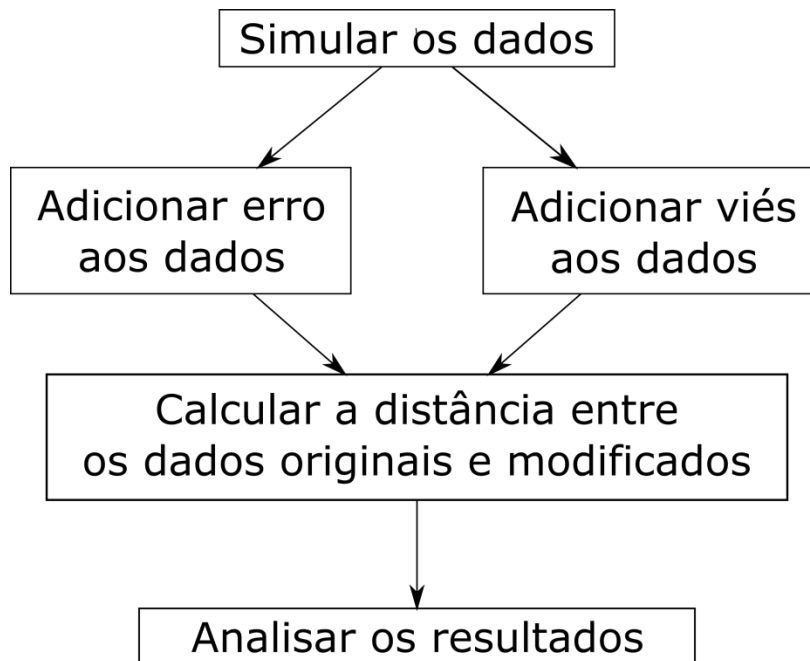 Simular os dados
Adicionar erro
aos dados
Adicionar viés
aos dados
Calcular a distância entre
os dados originais e modificados
Analisar os resultados